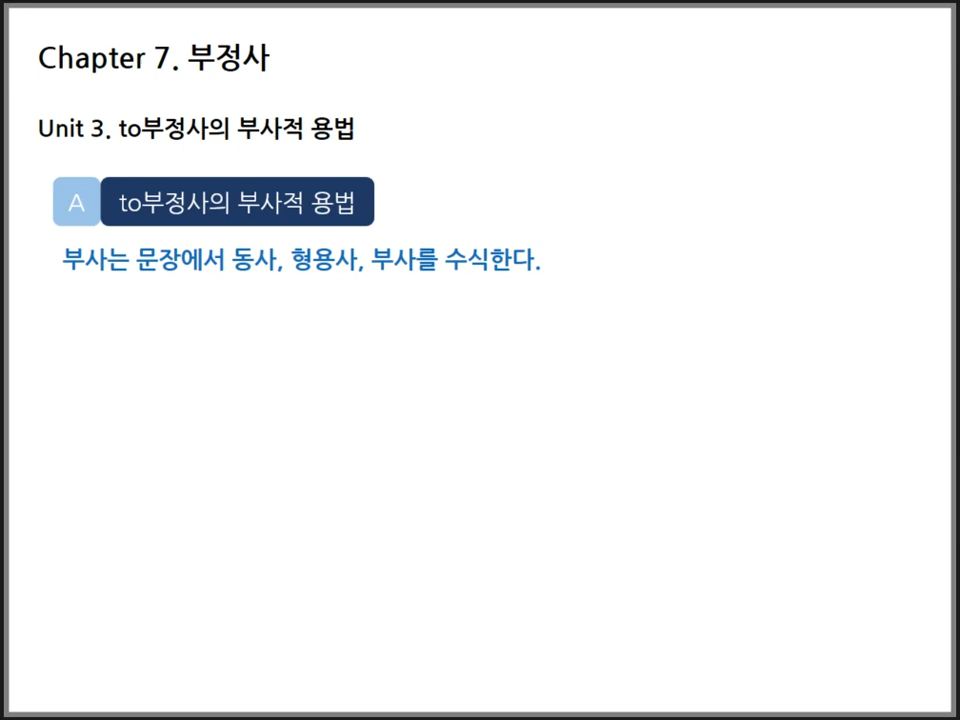 Chapter 7. 부정사
Unit 3. to부정사의 부사적 용법
A to부정사의 부사적 용법
부사는 문장에서 동사, 형용사, 부사를 수식한다.